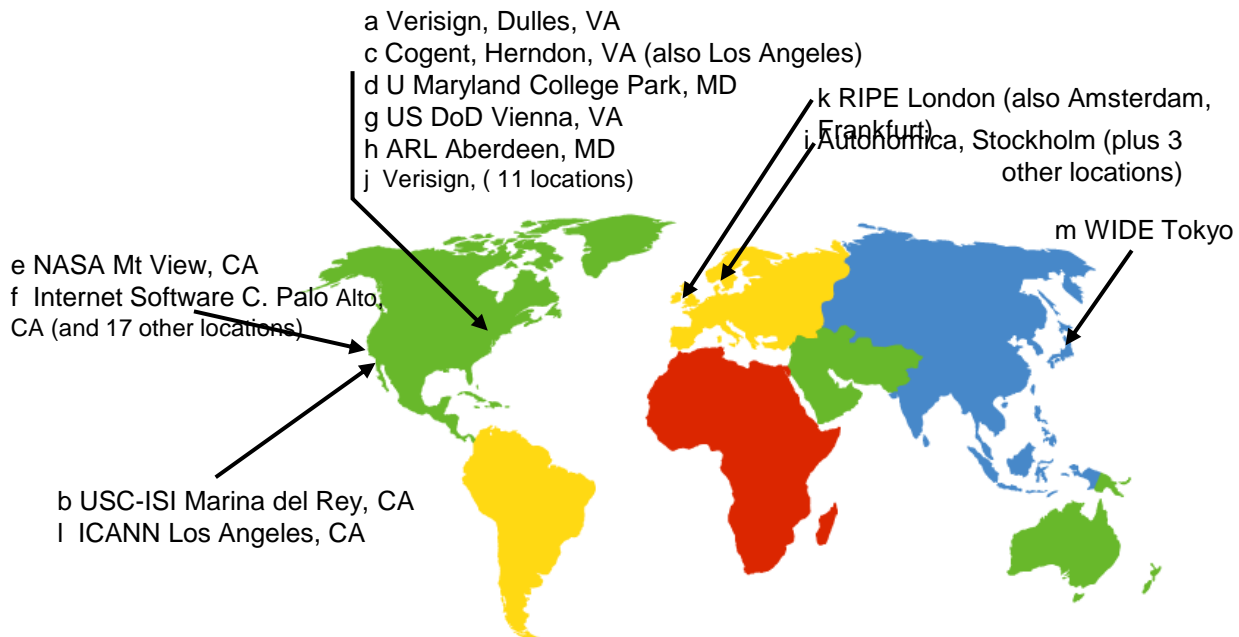 a Verisign, Dulles, VA
c Cogent, Herndon, VA (also Los Angeles)
d U Maryland College Park, MD
g US DoD Vienna, VA
h ARL Aberdeen, MD
j Verisign, ( 11 locations)
k RIPE London (also Amsterdam,
Frankfurt)
i Autonomica, Stockholm (plus 3
other locations)
m WIDE Tokyo
e NASA Mt View, CA
f Internet Software C. Palo Alto,
CA (and 17 other locations)
b USC-ISI Marina del Rey, CA
l ICANN Los Angeles, CA